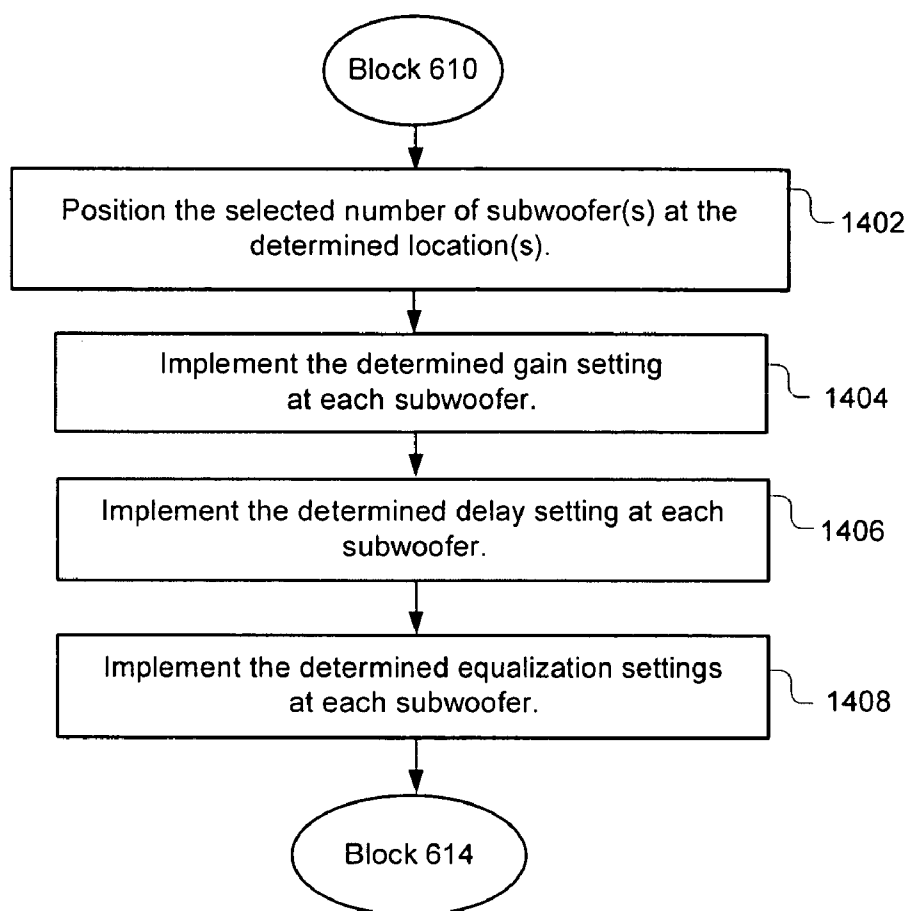 Block 610
Position the selected number of subwoofer(s) at the
determined location(s).
1402
Implement the determined gain setting
at each subwoofer.
1404
Implement the determined delay setting at each
subwoofer.
1406
Implement the determined equalization settings
at each subwoofer.
1408
Block 614